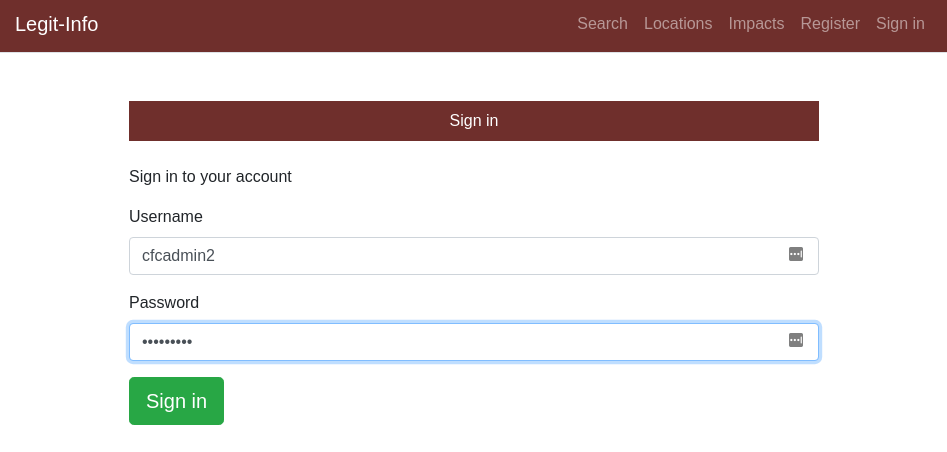 Legit-Info Search Locations Impacts Register Sign in
Sign in
Sign in to your account
Username
cfcadmin2
Password
•••••••••
Sign in